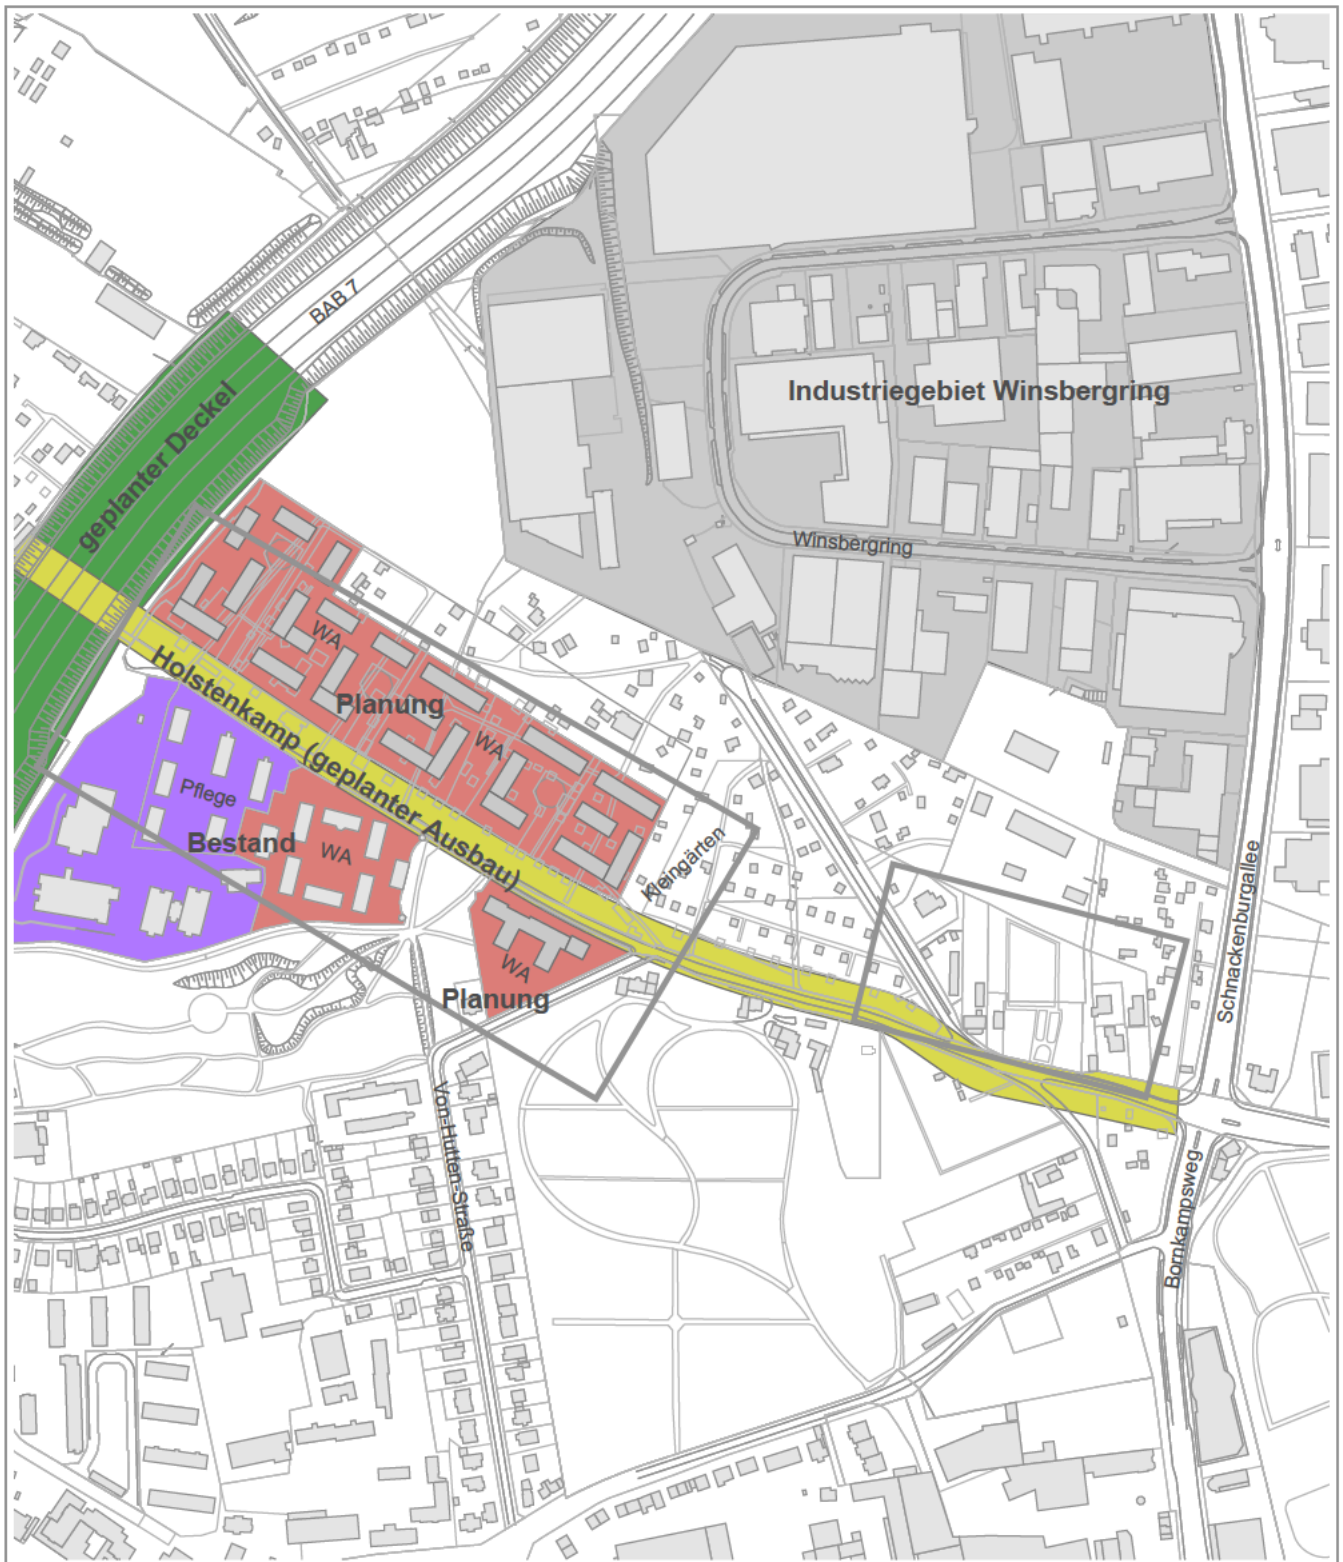 BAB 7
geplanter Deckel
Industriegebiet Winsbergring
Winsbergring
WA
Planung
WA
Holstenkamp (geplanter Ausbau)
Pflege
Bestand
WA
Kleingärten
WA
Planung
Schnackenburgallee
Von-Hutten-Straße
Bornkampsweg